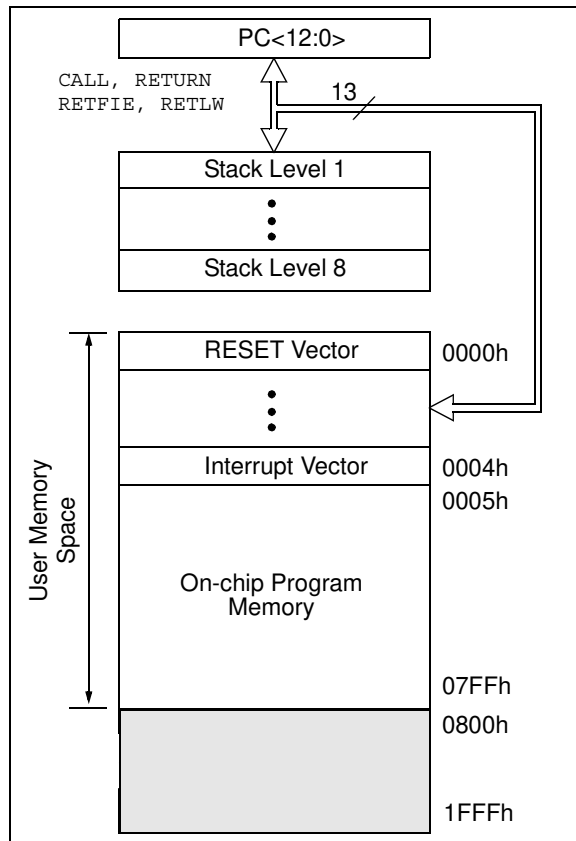 PC<12:0>
CALL, RETURN
RETFIE, RETLW
13
Stack Level 1
Stack Level 8
RESET Vector
0000h
Interrupt Vector
0004h
0005h
User Memory
Space
On-chip Program
Memory
07FFh
0800h
1FFFh